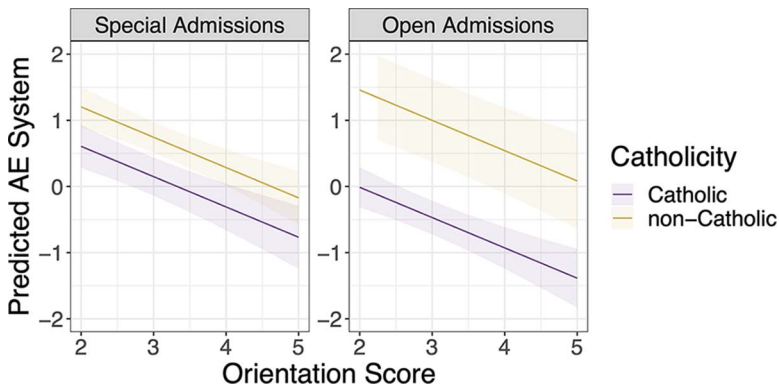 Special Admissions
Open Admissions
Predicted AE System
2
1
0
−1
−2
2
1
0
−1
−2
2 3 4 5
2 3 4 5
Orientation Score
Catholicity
Catholic
non−Catholic